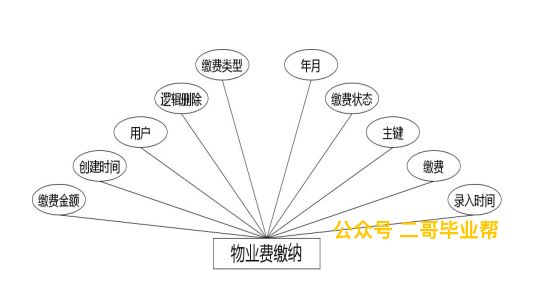 缴费类型
年月
逻辑删除
缴费状态
用户
主键
创建时间
缴费
缴费金额
录入时间
公众号 二哥毕业帮
物业费缴纳